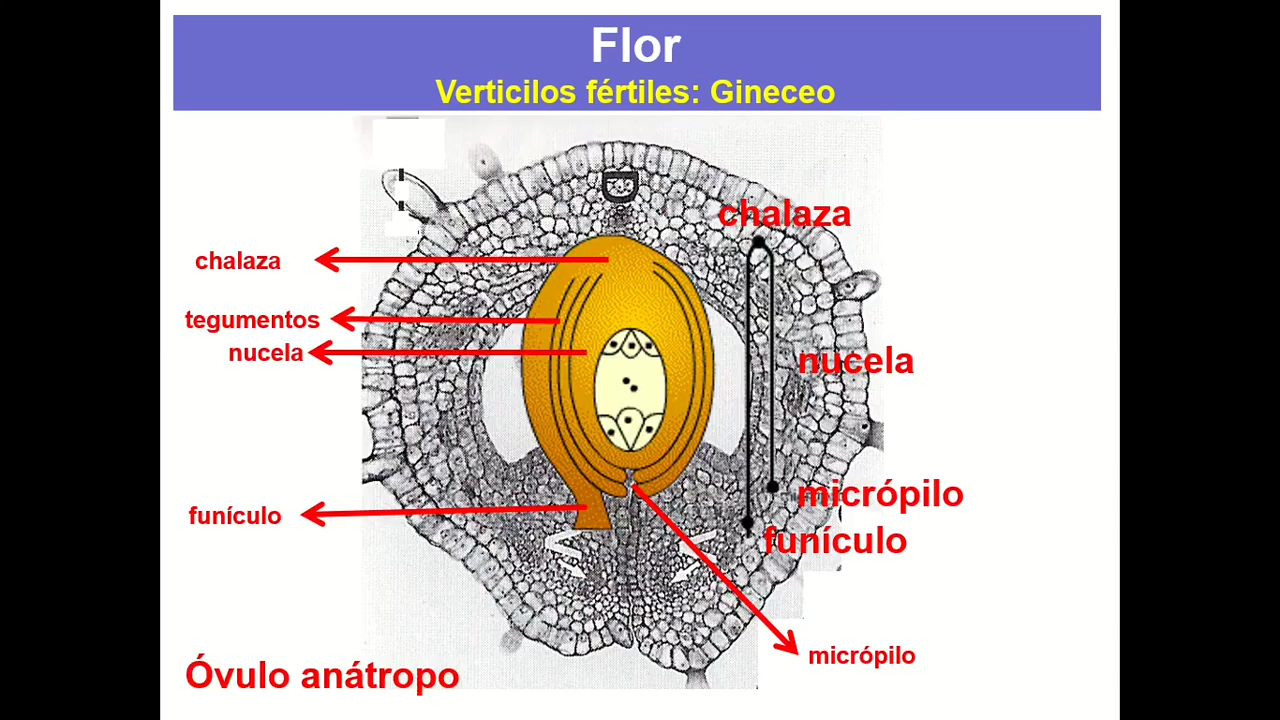 Flor
Verticilos fértiles: Gineceo
chalaza
chalaza
tegumentos
nucela
nucela
micrópilo
funículo
funículo
micrópilo
Óvulo anátropo